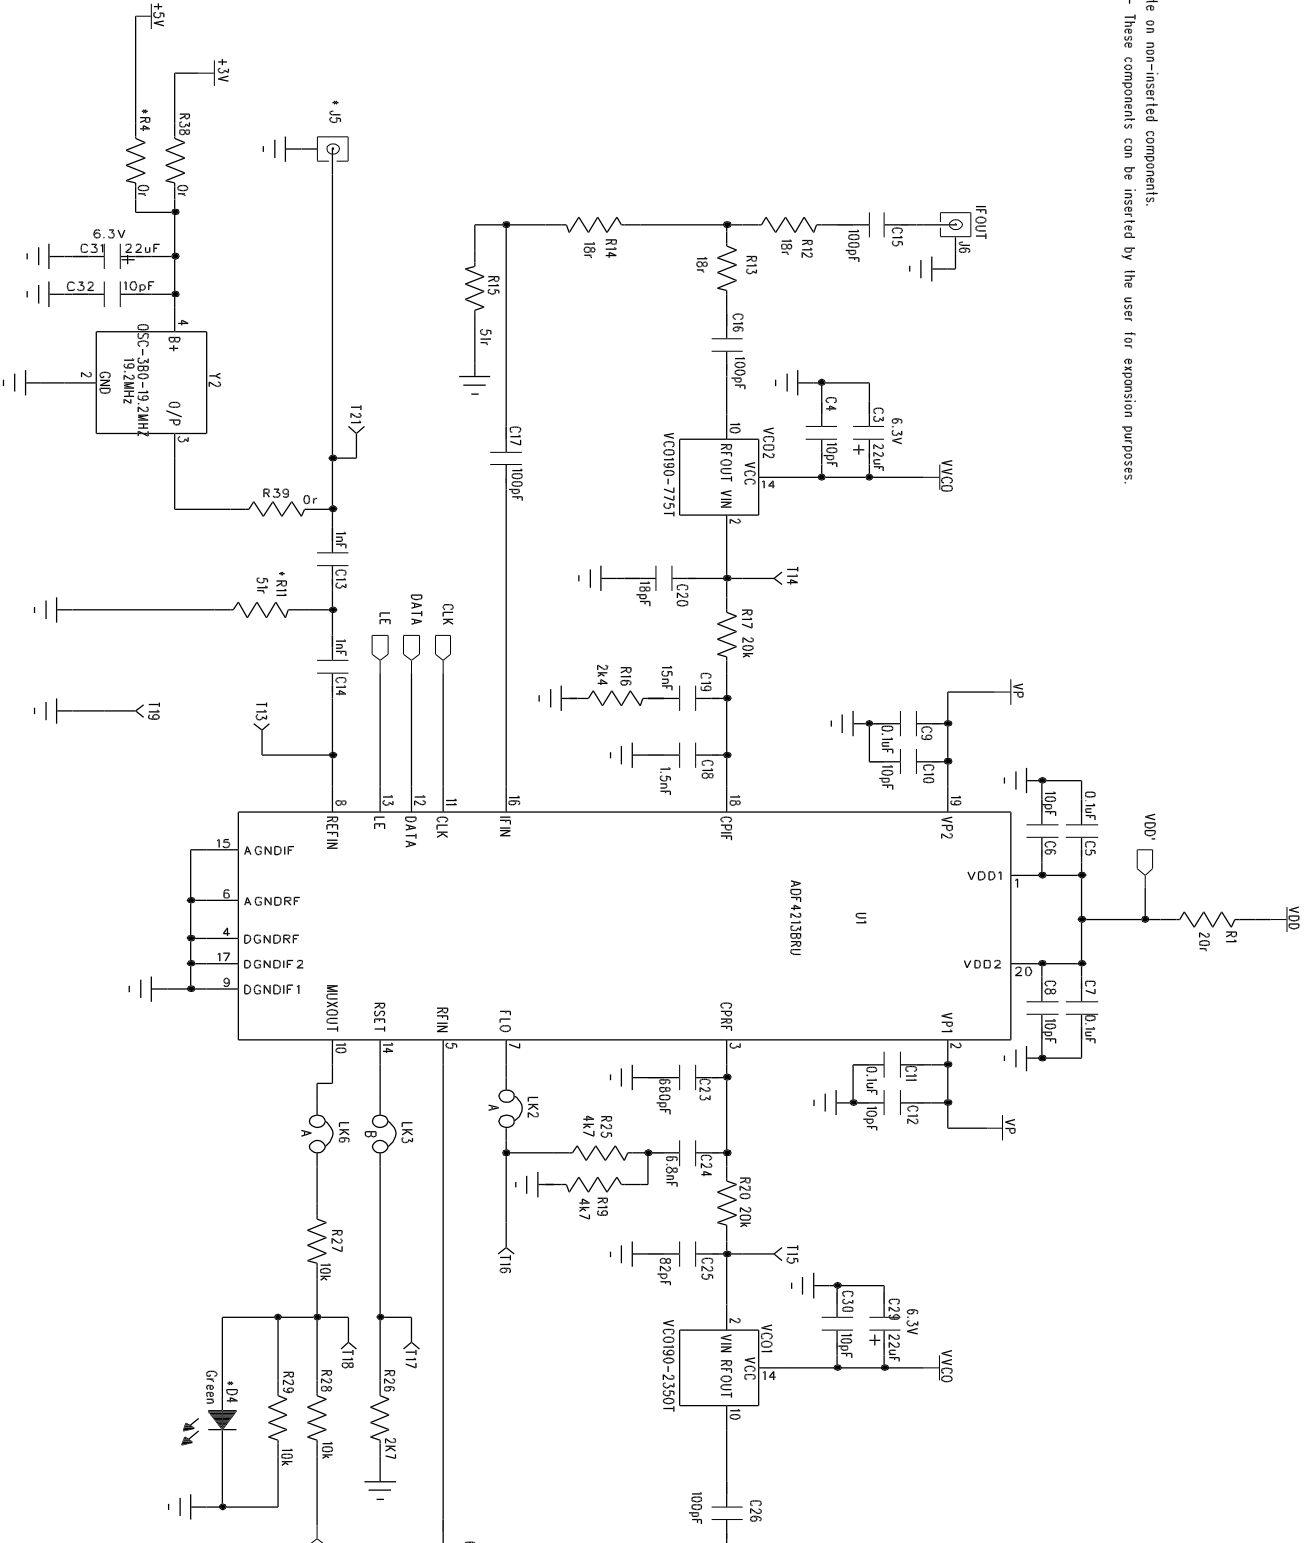 te on non-inserted components.
- These components can be inserted by the user for expansion purposes.
+5V
+3V
*R4
0r
R38
0r
* J5
6.3V
C31
22uF
+
C32
10pF
4
B+
OSC-3B0-19.2MHZ
19.2MHz
Y2
GND
2
O/P
3
T21
R39
0r
1nF
C13
*R11
51r
1nF
C14
T13
T19
IFOUT
J6
C15
100pF
R12
18r
R14
18r
R13
18r
R15
51r
C16
100pF
C17
100pF
VCO2
10
RFOUT
VIN
VCC
14
2
VCO190-775T
C4
10pF
C3
6.3V
22uF
+
VVCO
T14
C20
18pF
R17
20k
C19
15nF
R16
2k4
C18
1.5nF
LE
DATA
CLK
VP
C9
0.1uF
C10
10pF
8
REFIN
13
LE
12
DATA
11
CLK
16
IFIN
18
CPIF
19
VP2
10pF
C6
0.1uF
C5
VDD'
VDD
R1
20r
VDD1
1
VDD2
20
U1
ADF4213BRU
15
AGNDIF
6
AGNDRF
4
DGNDRF
17
DGNDIF2
9
DGNDIF1
C8
10pF
C7
0.1uF
MUXOUT
10
RSET
14
RFIN
5
FLO
7
CPRF
3
VP1
2
C11
0.1uF
C12
10pF
VP
LK6
A
LK3
B
LK2
A
C23
680pF
R25
4k7
C24
6.8nF
R19
4k7
R20
20k
T15
C25
82pF
T16
R27
10k
T18
T17
R26
2K7
R28
10k
R29
10k
*D4
Green
VCO1
2
VIN
RFOUT
VCC
14
10
VCO190-2350T
C30
10pF
C29
6.3V
22uF
+
VVCO
C26
100pF